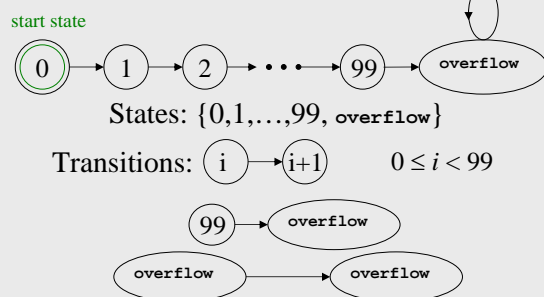 start state
0 1 2 ••• 99 overflow
States: {0,1,…,99, overflow}
Transitions: i i+1 0 ≤ i < 99
99 overflow
overflow overflow